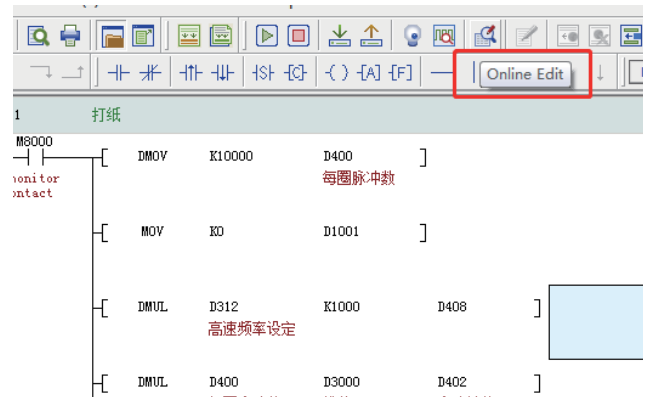 Online Edit
1 打纸
M8000
DMOV K10000 D400
每圈脉冲数
onitor
ontact
MOV K0 D1001
DMUL D312 K1000 D408
高速频率设定
DMUL D400 D3000 D402